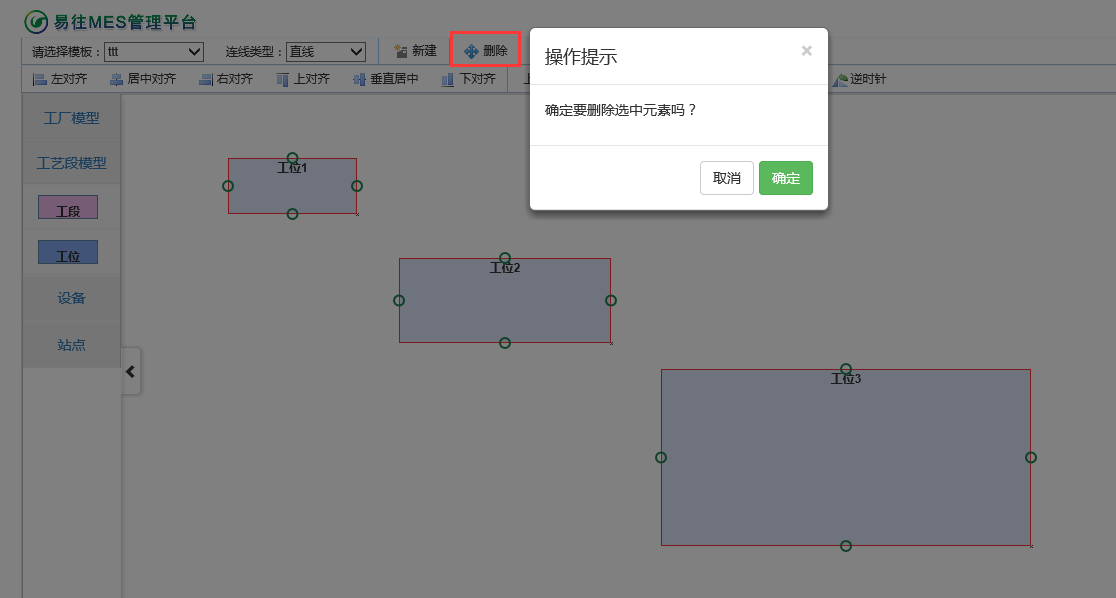 易往MES管理平台
请选择模板： ttt 连线类型： 直线 新建 删除
左对齐 居中对齐 右对齐 上对齐 垂直居中 下对齐 逆时针
操作提示 ×
确定要删除选中元素吗？
取消 确定
工厂模型
工艺段模型
工段
工位
设备
站点
工位1
工位2
工位3